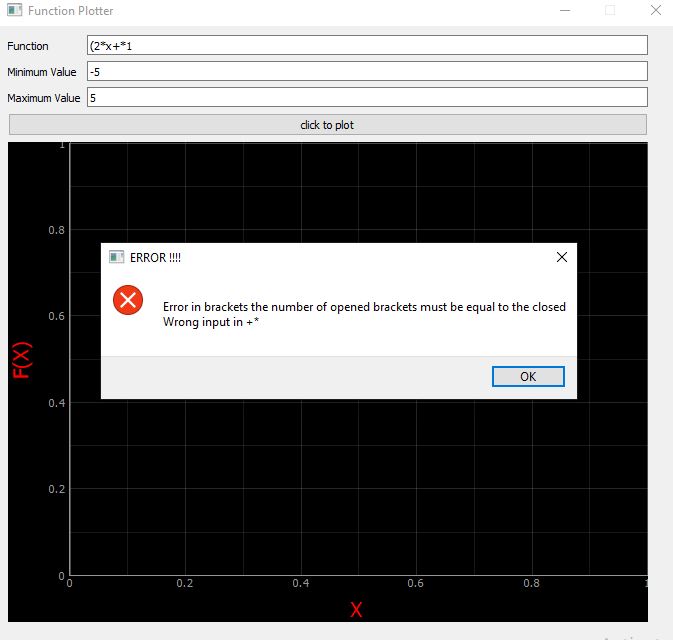 Function Plotter
Function (2*x+*1
Minimum Value -5
Maximum Value 5
click to plot
1
0.8
ERROR !!!!
Error in brackets the number of opened brackets must be equal to the closed
Wrong input in +*
0.6
F(X)
OK
0.4
0.2
0
0 0.2 0.4 0.6 0.8 1
X